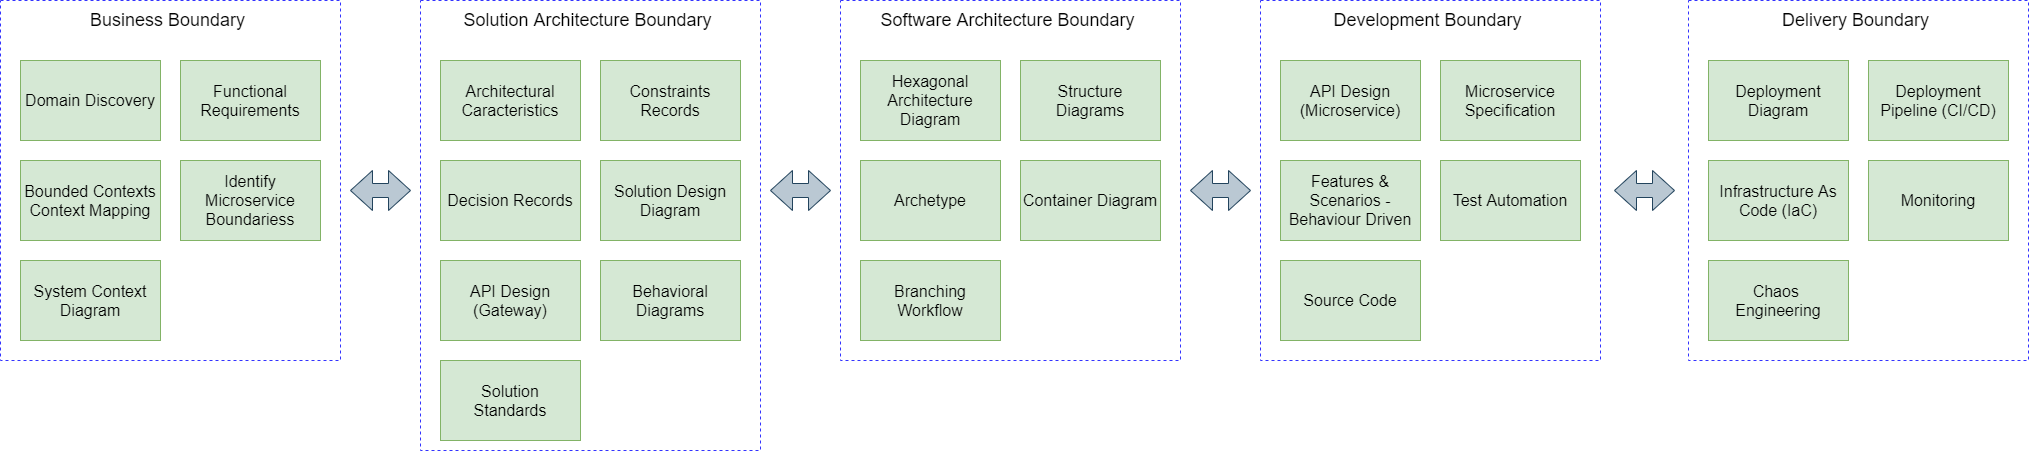 Business Boundary
Domain Discovery
Functional
Requirements
Bounded Contexts
Context Mapping
Identify
Microservice
Boundariess
System Context
Diagram
Solution Architecture Boundary
Architectural
Caracteristics
Constraints
Records
Decision Records
Solution Design
Diagram
API Design
(Gateway)
Behavioral
Diagrams
Solution
Standards
Software Architecture Boundary
Hexagonal
Architecture
Diagram
Structure
Diagrams
Archetype
Container Diagram
Branching
Workflow
Development Boundary
API Design
(Microservice)
Microservice
Specification
Features &
Scenarios -
Behaviour Driven
Test Automation
Source Code
Delivery Boundary
Deployment
Diagram
Deployment
Pipeline (CI/CD)
Infrastructure As
Code (IaC)
Monitoring
Chaos
Engineering